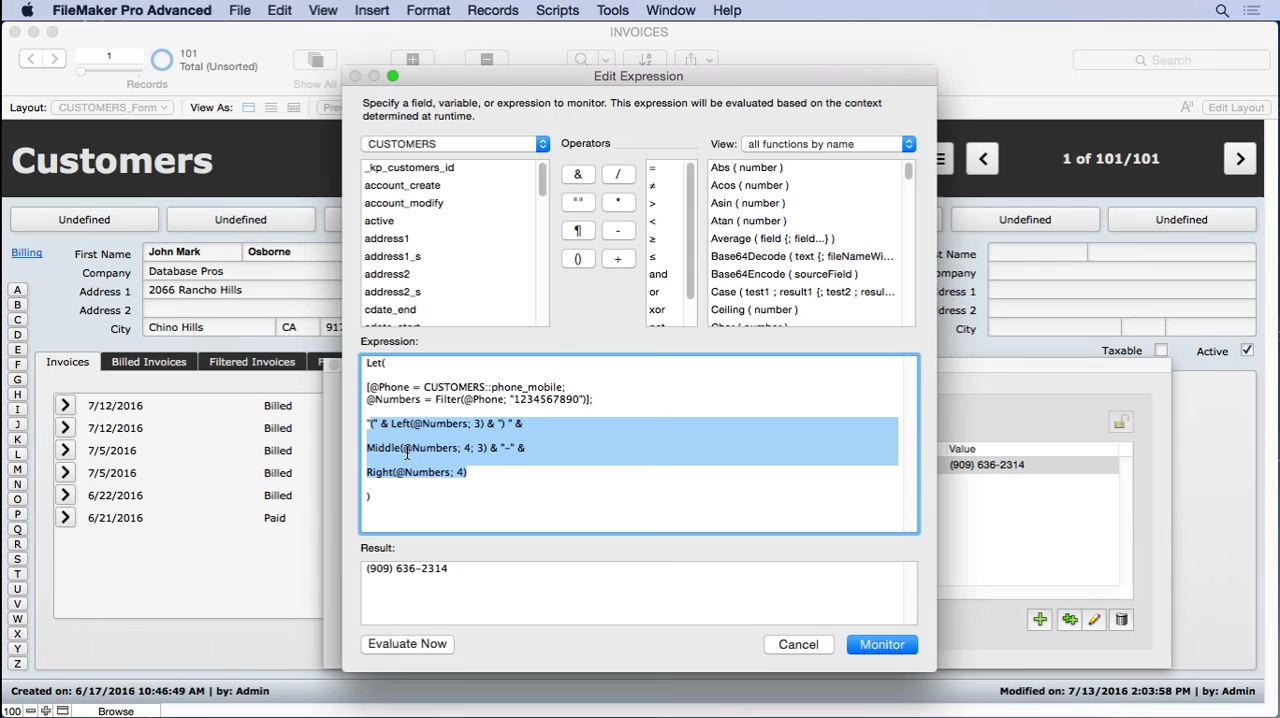 FileMaker Pro Advanced File Edit View Insert Format Records Scripts Tools Window Help
INVOICES
1
101
Total (Unsorted)
Records
Show All
Search
Layout: CUSTOMERS_Form View As: Pre
Edit Layout
Customers
1 of 101/101
Undefined Undefined Undefined Undefined
Billing
First Name John Mark Osborne
Company Database Pros
Address 1 2066 Rancho Hills
Address 2
City Chino Hills CA 917
First Name
Company
Address 1
Address 2
City
Taxable Active
A
B
C
D
E
F
G
H
I
J
K
L
M
N
O
P
Q
R
S
T
U
V
W
X
Y
Z
Invoices Billed Invoices Filtered Invoices
7/12/2016 Billed
7/12/2016 Billed
7/5/2016 Billed
7/5/2016 Billed
6/22/2016 Billed
6/21/2016 Paid
Value
(909) 636-2314
Edit Expression
Specify a field, variable, or expression to monitor. This expression will be evaluated based on the context
determined at runtime.
CUSTOMERS
Operators
View: all functions by name
_kp_customers_id
account_create
account_modify
active
address1
address1_s
address2
address2_s
cdate_end
cdate_start
& /
"" *
¶ -
() +
=
≠
>
<
≥
≤
and
or
xor
not
Abs ( number )
Acos ( number )
Asin ( number )
Atan ( number )
Average ( field {; field...} )
Base64Decode ( text {; fileNameWi...
Base64Encode ( sourceField )
Case ( test1 ; result1 {; test2 ; resul...
Ceiling ( number )
Char ( number )
Expression:
Let(
[@Phone = CUSTOMERS::phone_mobile;
@Numbers = Filter(@Phone; "1234567890")];
"(" & Left(@Numbers; 3) & ") " &
Middle(@Numbers; 4; 3) & "-" &
Right(@Numbers; 4)
)
Result:
(909) 636-2314
Evaluate Now Cancel Monitor
Created on: 6/17/2016 10:46:49 AM | by: Admin
Modified on: 7/13/2016 2:03:58 PM | by: Admin
100 Browse